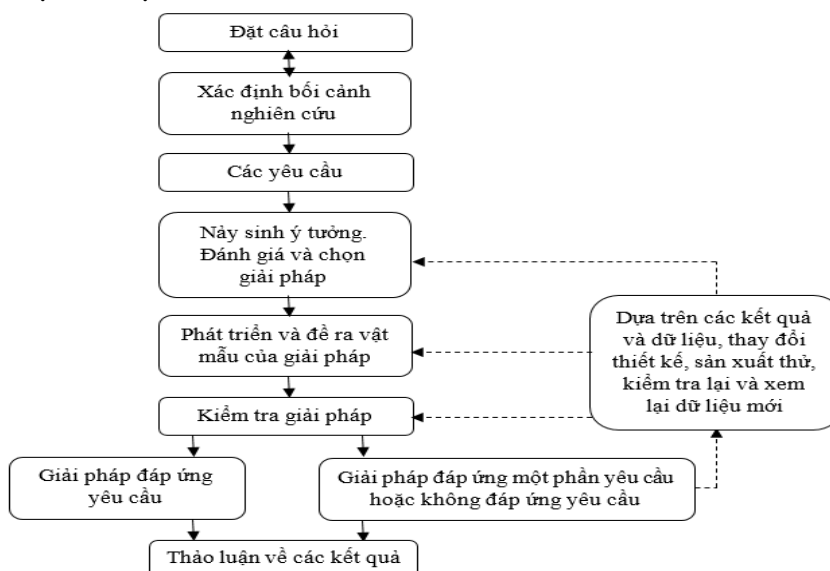 Đặt câu hỏi
Xác định bối cảnh
nghiên cứu
Các yêu cầu
Nảy sinh ý tưởng.
Đánh giá và chọn
giải pháp
Phát triển và đề ra vật
mẫu của giải pháp
Dựa trên các kết quả
và dữ liệu, thay đổi
thiết kế, sản xuất thử,
kiểm tra lại và xem
lại dữ liệu mới
Kiểm tra giải pháp
Giải pháp đáp ứng
yêu cầu
Giải pháp đáp ứng một phần yêu cầu
hoặc không đáp ứng yêu cầu
Thảo luận về các kết quả